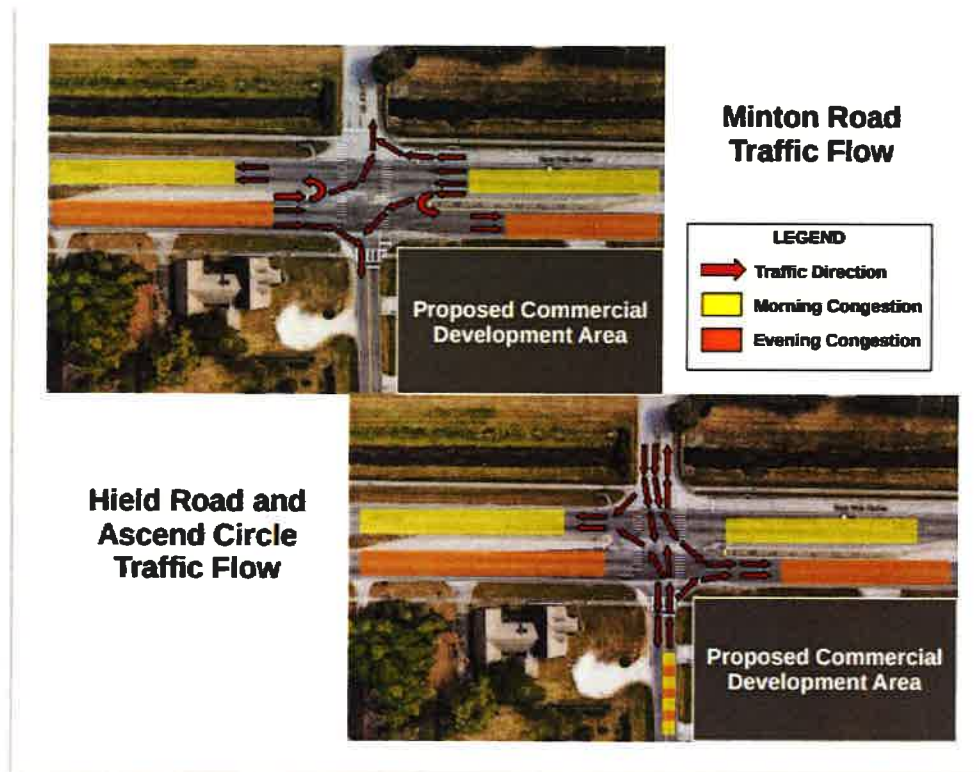 Minton Road
Traffic Flow
LEGEND
Traffic Direction
Morning Congestion
Evening Congestion
Proposed Commercial
Development Area
Hield Road and
Ascend Circle
Traffic Flow
Proposed Commercial
Development Area